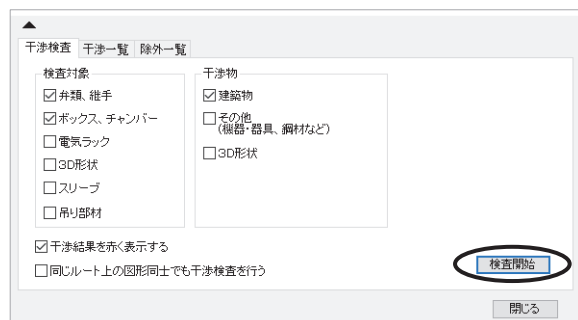 干渉検査 干渉一覧 除外一覧
検査対象
弁類、継手
ボックス、チャンバー
電気ラック
3D形状
スリーブ
吊り部材
干渉物
建築物
その他
(機器・器具、鋼材など)
3D形状
干渉結果を赤く表示する
同じルート上の図形同士でも干渉検査を行う
検査開始
閉じる